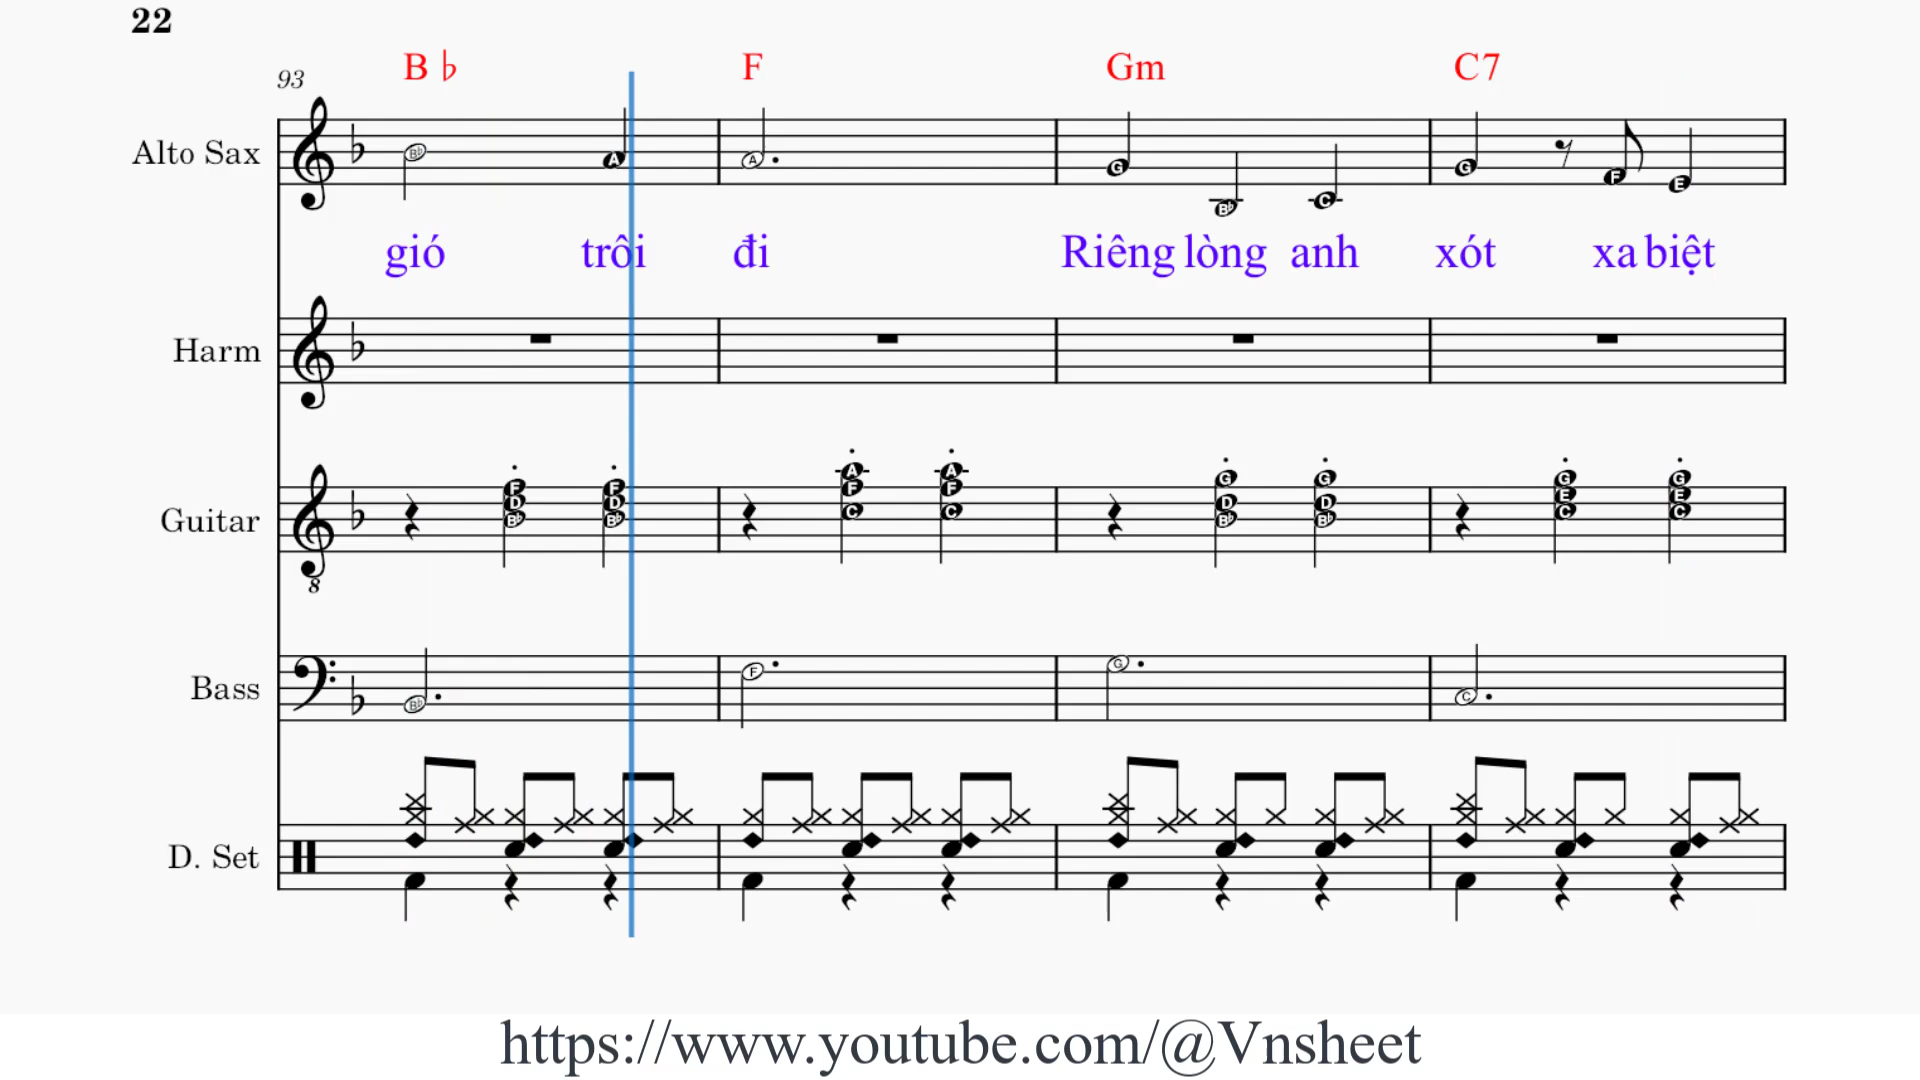 22
93
B♭ F Gm C7
Alto Sax
B♭ A A G B♭ C G F E
gió trôi đi Riêng lòng anh xót xa biệt
Harm
Guitar
F D B♭ F D B♭ A F C A F C G D B♭ G D B♭ G E C G E C
8
Bass
B♭ F G C
D. Set
https://www.youtube.com/@Vnsheet